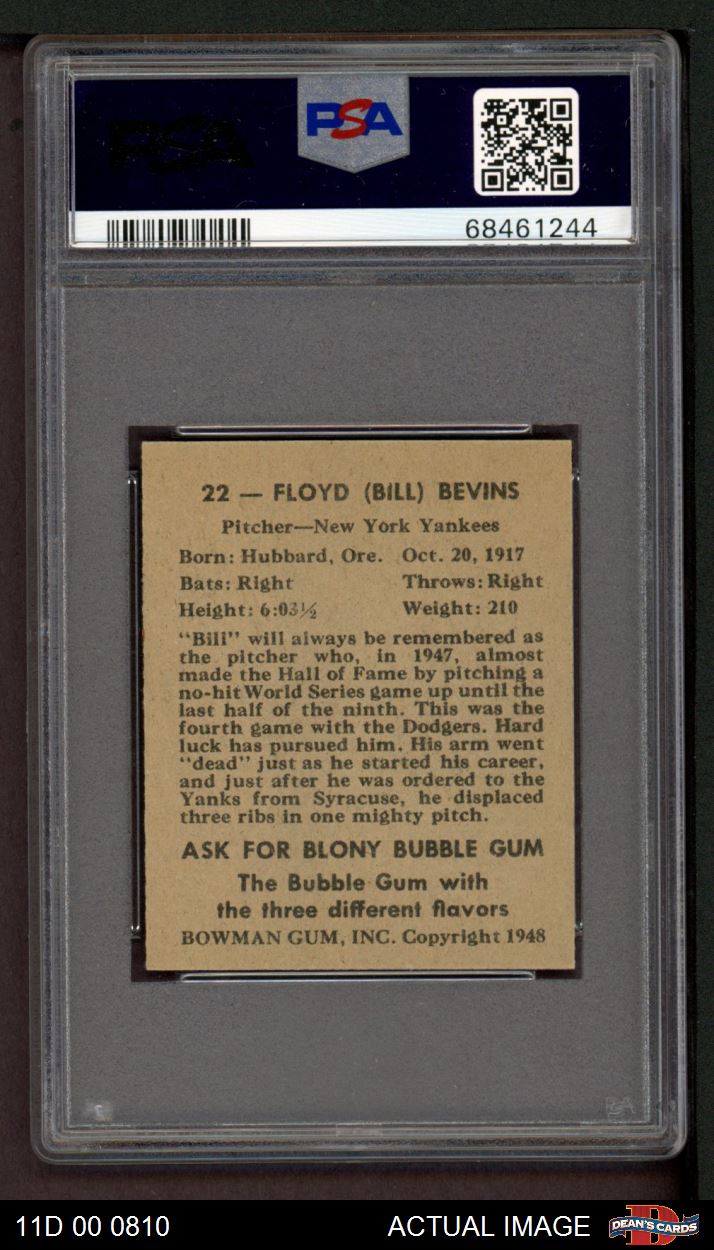 PSA
PSA
68461244
22 — FLOYD (BILL) BEVINS
Pitcher—New York Yankees
Born: Hubbard, Ore. Oct. 20, 1917
Bats: Right Throws: Right
Height: 6:03½ Weight: 210
"Bill" will always be remembered as
the pitcher who, in 1947, almost
made the Hall of Fame by pitching a
no-hit World Series game up until the
last half of the ninth. This was the
fourth game with the Dodgers. Hard
luck has pursued him. His arm went
"dead" just as he started his career,
and just after he was ordered to the
Yanks from Syracuse, he displaced
three ribs in one mighty pitch.
ASK FOR BLONY BUBBLE GUM
The Bubble Gum with
the three different flavors
BOWMAN GUM, INC. Copyright 1948
PSA
11D 00 0810 ACTUAL IMAGE DEAN'S CARDS